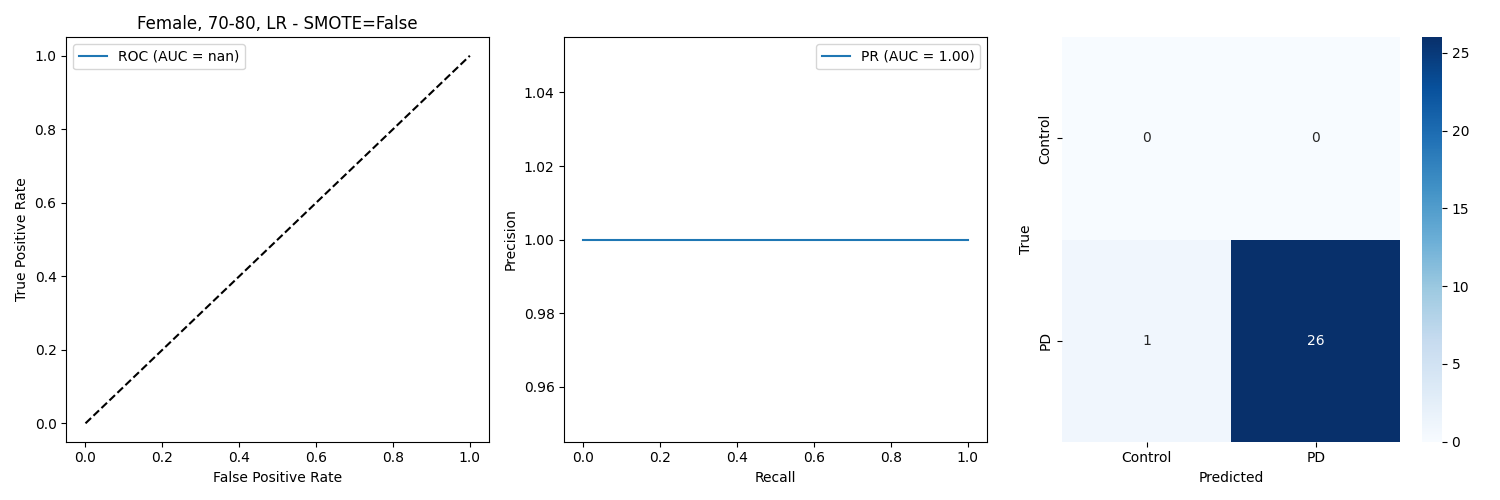 Female, 70-80, LR - SMOTE=False
ROC (AUC = nan)
True Positive Rate
1.0
0.8
0.6
0.4
0.2
0.0
0.0 0.2 0.4 0.6 0.8 1.0
False Positive Rate
PR (AUC = 1.00)
Precision
1.04
1.02
1.00
0.98
0.96
0.0 0.2 0.4 0.6 0.8 1.0
Recall
True
Control
0 0
PD
1 26
Control PD
Predicted
25
20
15
10
5
0